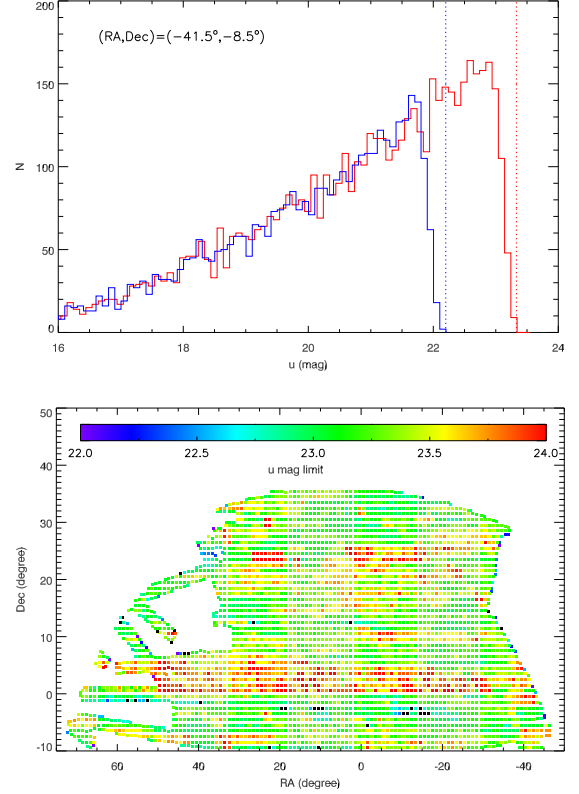 200
(RA,Dec)=(−41.5°,−8.5°)
150
N
100
50
0
16 18 20 22 24
u (mag)
50
22.0 22.5 23.0 23.5 24.0
u mag limit
40
30
Dec (degree)
20
10
0
-10
60 40 20 0 -20 -40
RA (degree)